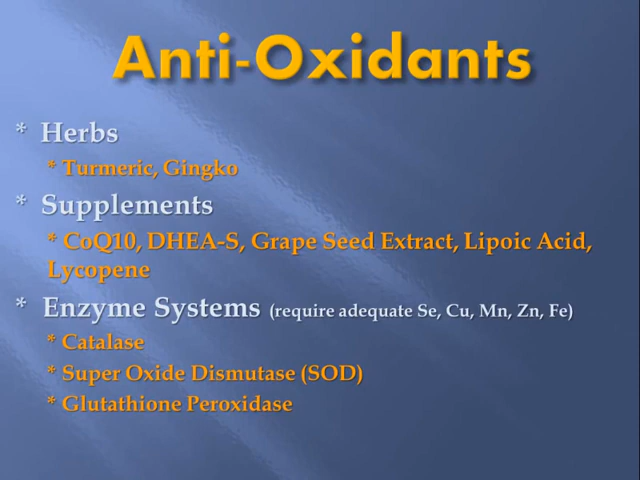 Anti-Oxidants
* Herbs
* Turmeric, Gingko
* Supplements
* CoQ10, DHEA-S, Grape Seed Extract, Lipoic Acid,
Lycopene
* Enzyme Systems (require adequate Se, Cu, Mn, Zn, Fe)
* Catalase
* Super Oxide Dismutase (SOD)
* Glutathione Peroxidase